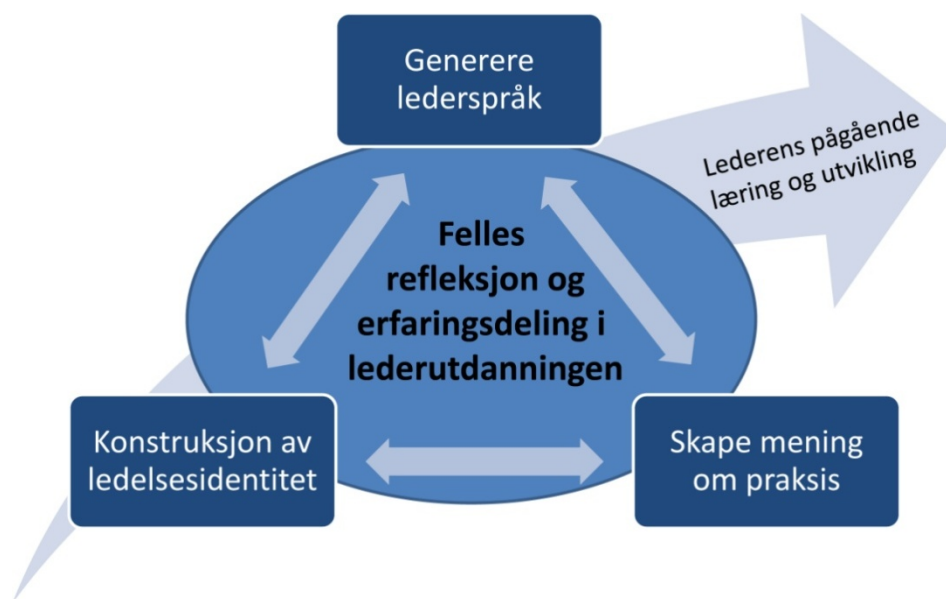 Generere
lederspråk
Lederens pågående
læring og utvikling
Felles
refleksjon og
erfaringsdeling i
lederutdanningen
Konstruksjon av
ledelsesidentitet
Skape mening
om praksis